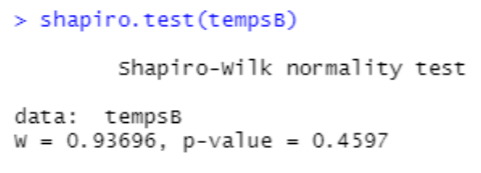 > shapiro.test(tempsB)
Shapiro-Wilk normality test
data:  tempsB
W = 0.93696, p-value = 0.4597